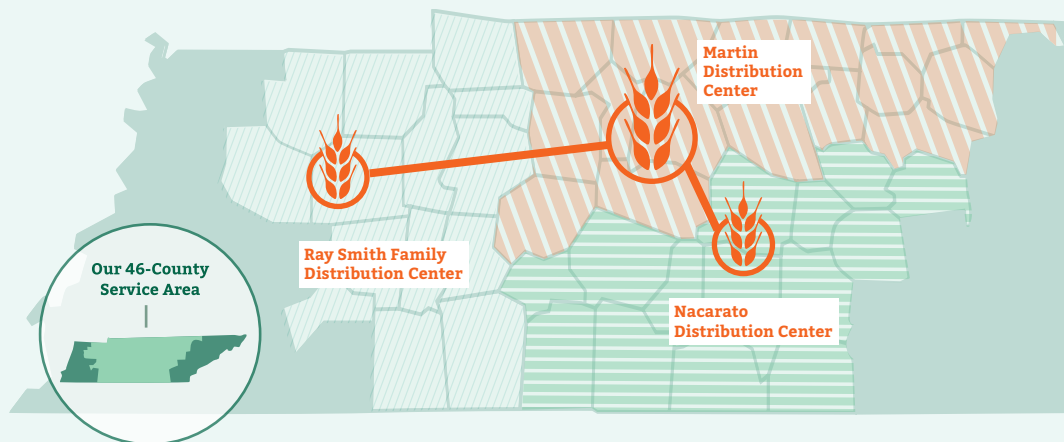 Martin
Distribution
Center
Ray Smith Family
Distribution Center
Our 46-County
Service Area
Nacarato
Distribution Center